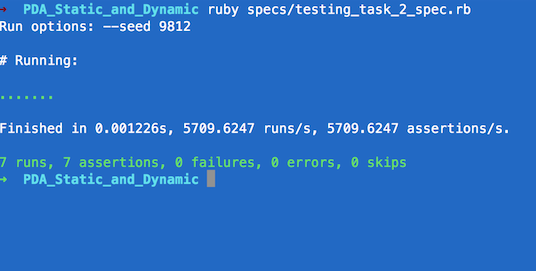 ➜ PDA_Static_and_Dynamic ruby specs/testing_task_2_spec.rb
Run options: --seed 9812
# Running:
.......
Finished in 0.001226s, 5709.6247 runs/s, 5709.6247 assertions/s.
7 runs, 7 assertions, 0 failures, 0 errors, 0 skips
➜ PDA_Static_and_Dynamic